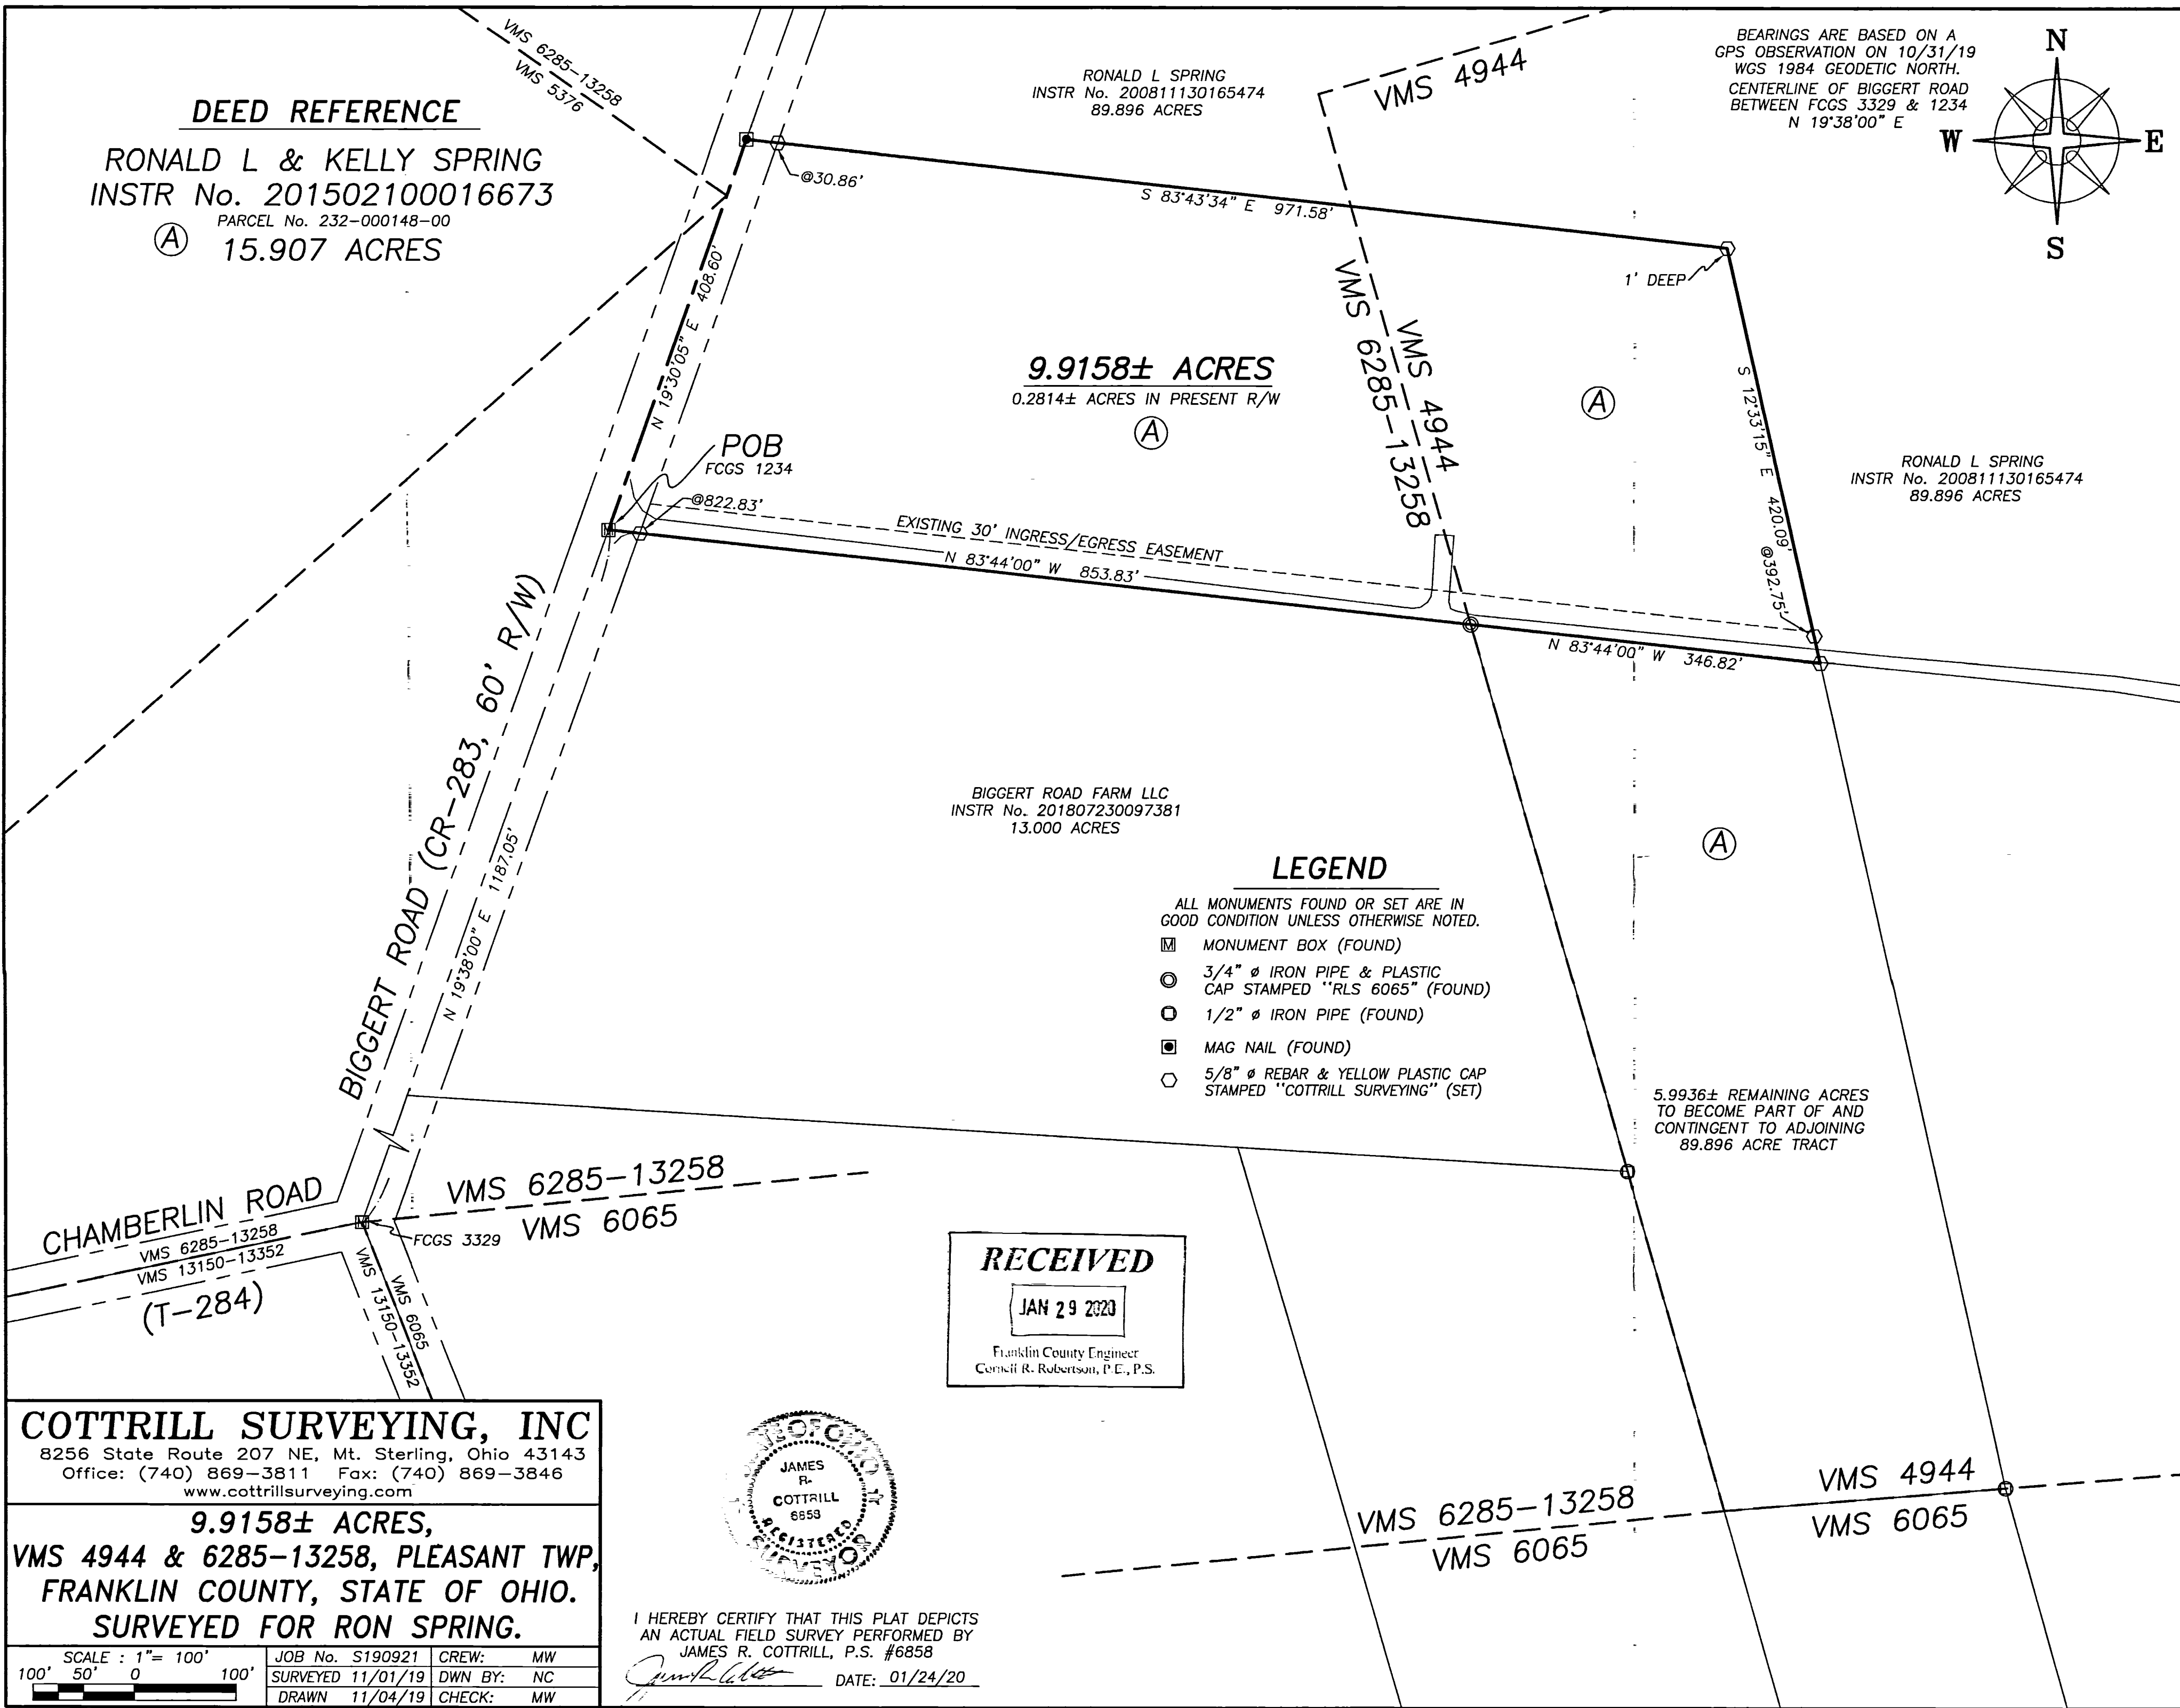 DEED REFERENCE
RONALD L & KELLY SPRING
INSTR No. 201502100016673
PARCEL No. 232-000148-00
A 15.907 ACRES
VMS 6285-13258
VMS 5376
RONALD L SPRING
INSTR No. 200811130165474
89.896 ACRES
VMS 4944
BEARINGS ARE BASED ON A
GPS OBSERVATION ON 10/31/19
WGS 1984 GEODETIC NORTH.
CENTERLINE OF BIGGERT ROAD
BETWEEN FCGS 3329 & 1234
N 19°38'00" E
N
W E
S
@30.86'
S 83°43'34" E 971.58'
1' DEEP
N 19°30'05" E 408.60'
9.9158± ACRES
0.2814± ACRES IN PRESENT R/W
A
VMS 4944
VMS 6285-13258
A
S 12°33'15" E 420.09'
@392.75'
RONALD L SPRING
INSTR No. 200811130165474
89.896 ACRES
POB
FCGS 1234
@822.83'
EXISTING 30' INGRESS/EGRESS EASEMENT
N 83°44'00" W 853.83'
N 83°44'00" W 346.82'
BIGGERT ROAD (CR-283, 60' R/W)
N 19°38'00" E 1187.05'
BIGGERT ROAD FARM LLC
INSTR No. 201807230097381
13.000 ACRES
A
LEGEND
ALL MONUMENTS FOUND OR SET ARE IN
GOOD CONDITION UNLESS OTHERWISE NOTED.
M MONUMENT BOX (FOUND)
3/4" ø IRON PIPE & PLASTIC
CAP STAMPED "RLS 6065" (FOUND)
1/2" ø IRON PIPE (FOUND)
MAG NAIL (FOUND)
5/8" ø REBAR & YELLOW PLASTIC CAP
STAMPED "COTTRILL SURVEYING" (SET)
5.9936± REMAINING ACRES
TO BECOME PART OF AND
CONTINGENT TO ADJOINING
89.896 ACRE TRACT
CHAMBERLIN ROAD
VMS 6285-13258
VMS 13150-13352
(T-284)
VMS 6285-13258
VMS 6065
FCGS 3329
VMS 6065
VMS 13150-13352
RECEIVED
JAN 29 2020
Franklin County Engineer
Cornell R. Robertson, P.E., P.S.
VMS 6285-13258
VMS 6065
VMS 4944
VMS 6065
COTTRILL SURVEYING, INC
8256 State Route 207 NE, Mt. Sterling, Ohio 43143
Office: (740) 869-3811 Fax: (740) 869-3846
www.cottrillsurveying.com
9.9158± ACRES,
VMS 4944 & 6285-13258, PLEASANT TWP,
FRANKLIN COUNTY, STATE OF OHIO.
SURVEYED FOR RON SPRING.
SCALE : 1"= 100'
100' 50' 0 100'
JOB No. S190921 CREW: MW
SURVEYED 11/01/19 DWN BY: NC
DRAWN 11/04/19 CHECK: MW
STATE OF OHIO
JAMES
R.
COTTRILL
6858
REGISTERED
SURVEYOR
I HEREBY CERTIFY THAT THIS PLAT DEPICTS
AN ACTUAL FIELD SURVEY PERFORMED BY
JAMES R. COTTRILL, P.S. #6858
DATE: 01/24/20